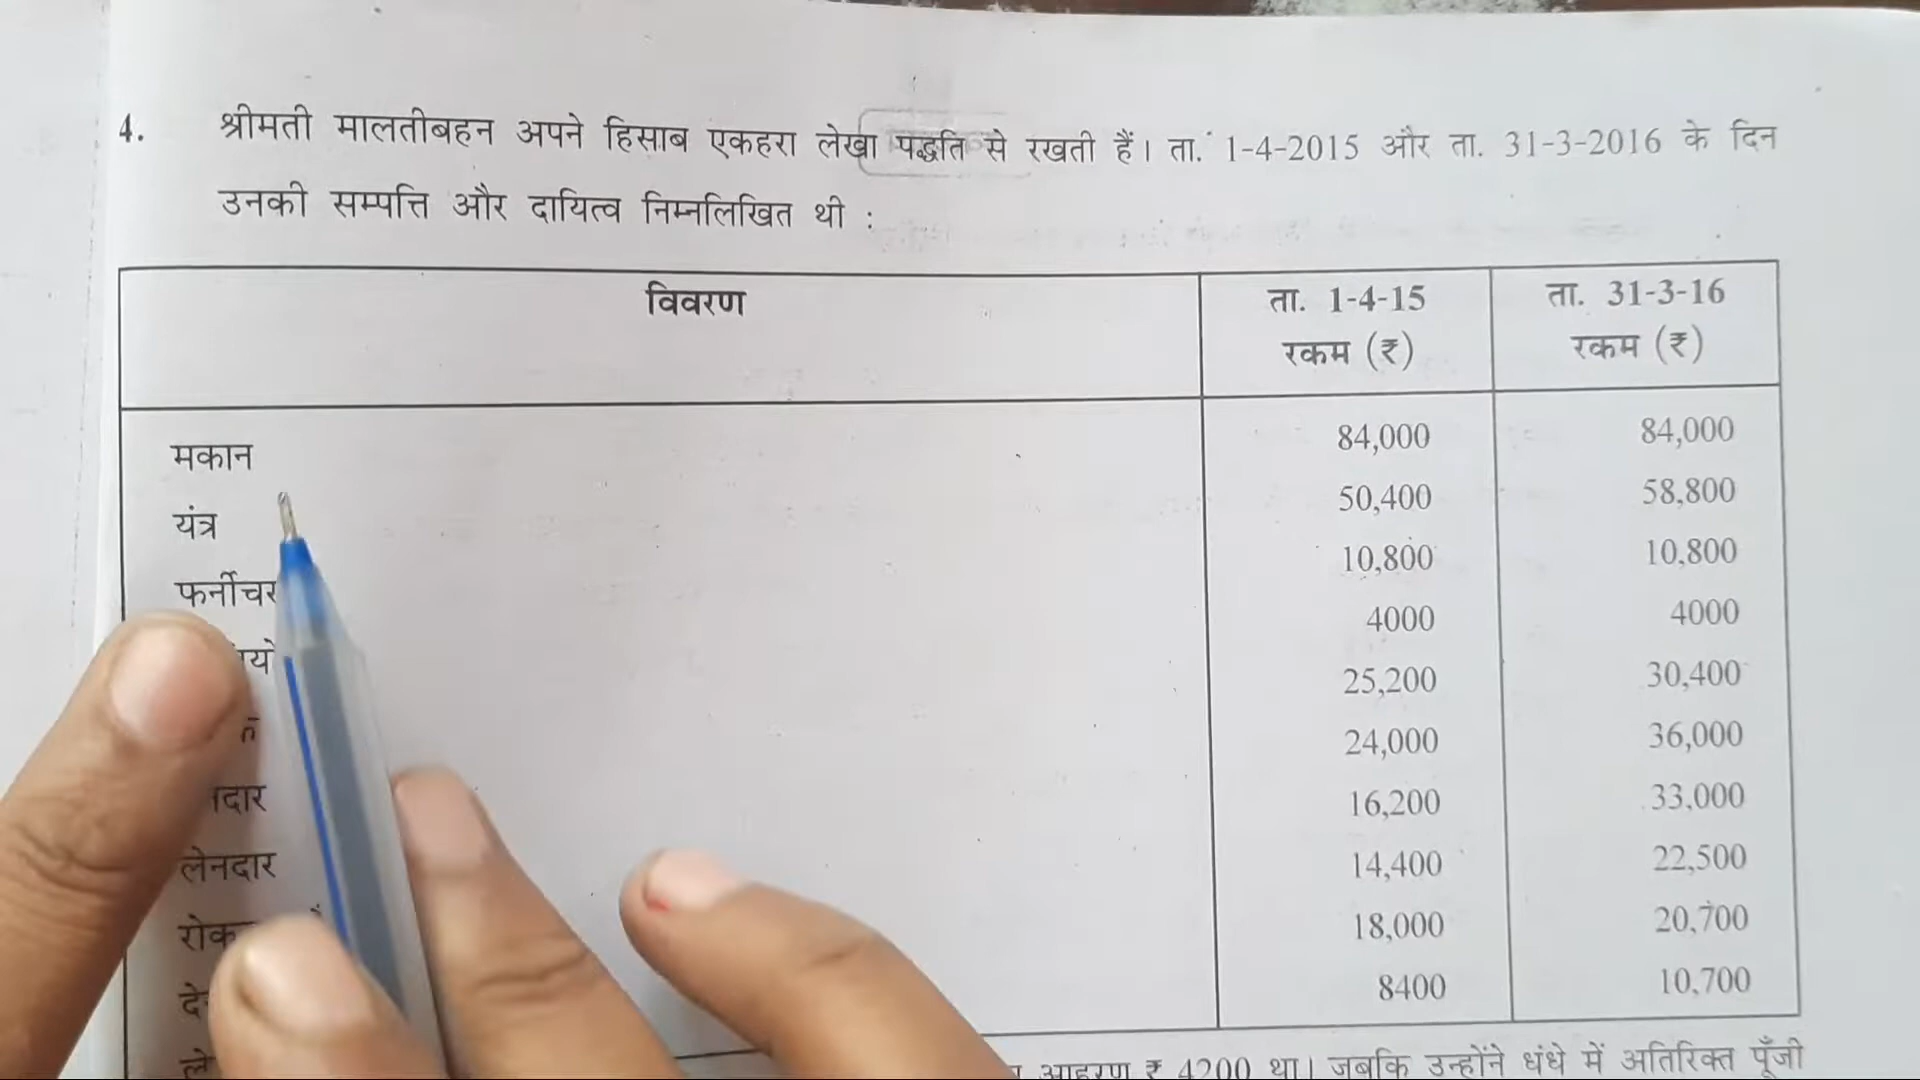 4. श्रीमती मालतीबहन अपने हिसाब एकहरा लेखा पद्धति से रखती हैं। ता. 1-4-2015 और ता. 31-3-2016 के दिन
उनकी सम्पत्ति और दायित्व निम्नलिखित थी :
विवरण ता. 1-4-15 ता. 31-3-16
रकम (₹) रकम (₹)
मकान 84,000 84,000
यंत्र 50,400 58,800
फर्नीचर 10,800 10,800
4000 4000
25,200 30,400
24,000 36,000
लेनदार 16,200 33,000
14,400 22,500
18,000 20,700
8400 10,700
आहरण ₹ 4200 था। जबकि उन्होंने धंधे में अतिरिक्त पूँजी